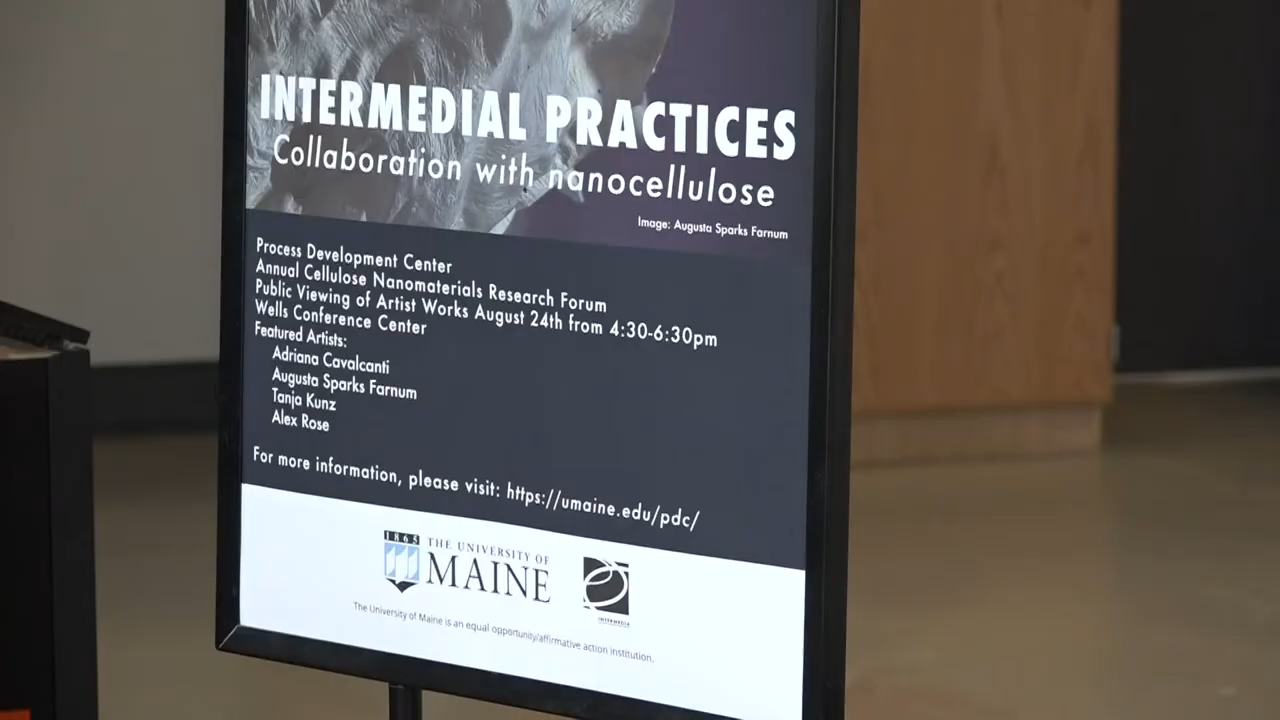 INTERMEDIAL PRACTICES
Collaboration with nanocellulose
Image: Augusta Sparks Farnum
Process Development Center
Annual Cellulose Nanomaterials Research Forum
Public Viewing of Artist Works August 24th from 4:30-6:30pm
Wells Conference Center
Featured Artists:
Adriana Cavalcanti
Augusta Sparks Farnum
Tanja Kunz
Alex Rose
For more information, please visit: https://umaine.edu/pdc/
1865
THE UNIVERSITY OF
MAINE
INTERMEDIA
The University of Maine is an equal opportunity/affirmative action institution.